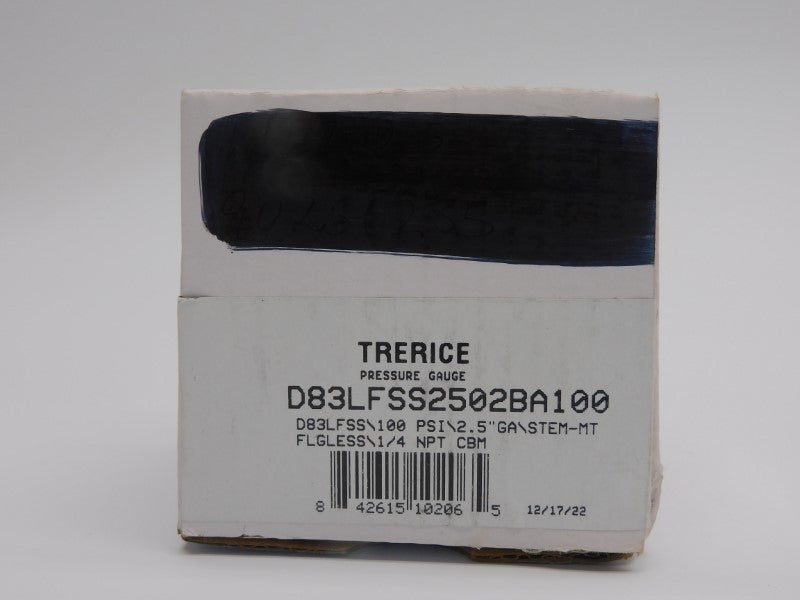 TRERICE
PRESSURE GAUGE
D83LFSS2502BA100
D83LFSS\100 PSI\2.5"GA\STEM-MT
FLGLESS\1/4 NPT CBM
8 42615 10206 5 12/17/22